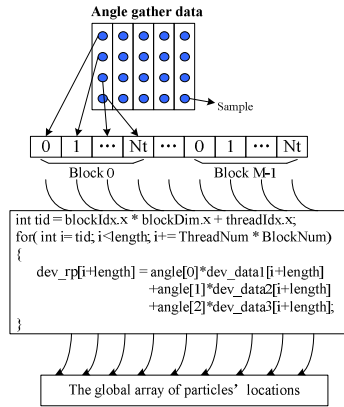 Angle gather data
Sample
0 1 ... Nt ... 0 1 ... Nt
Block 0 Block M-1
int tid = blockIdx.x * blockDim.x + threadIdx.x;
for( int i= tid; i<length; i+= ThreadNum * BlockNum)
{
dev_rp[i+length] = angle[0]*dev_data1[i+length]
+angle[1]*dev_data2[i+length]
+angle[2]*dev_data3[i+length];
}
The global array of particles' locations